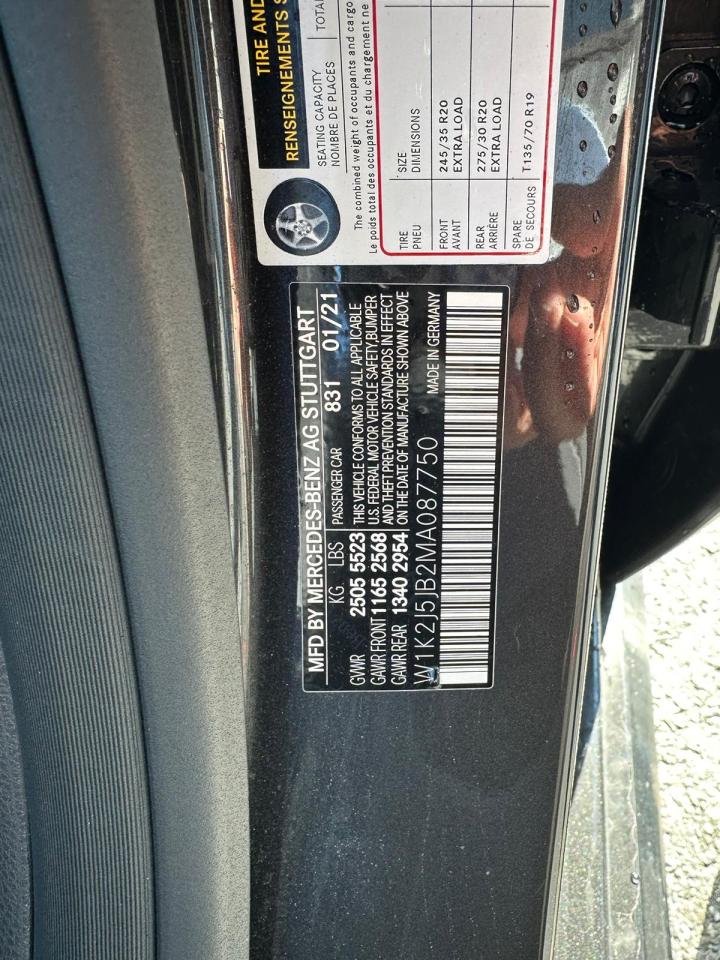 TIRE AND
RENSEIGNEMENTS S
SEATING CAPACITY
NOMBRE DE PLACES
TOTA
The combined weight of occupants and cargo
Le poids total des occupants et du chargement ne
TIRE SIZE
PNEU DIMENSIONS
FRONT 245/35 R20
AVANT EXTRA LOAD
REAR 275/30 R20
ARRIÈRE EXTRA LOAD
SPARE T135/70 R19
DE SECOURS
MFD BY MERCEDES-BENZ AG STUTTGART
KG LBS PASSENGER CAR 831 01/21
GVWR 2505 5523
GAWR FRONT 1165 2568
GAWR REAR 1340 2954
THIS VEHICLE CONFORMS TO ALL APPLICABLE
U.S. FEDERAL MOTOR VEHICLE SAFETY,BUMPER
AND THEFT PREVENTION STANDARDS IN EFFECT
ON THE DATE OF MANUFACTURE SHOWN ABOVE
W1K2J5JB2MA087750 MADE IN GERMANY